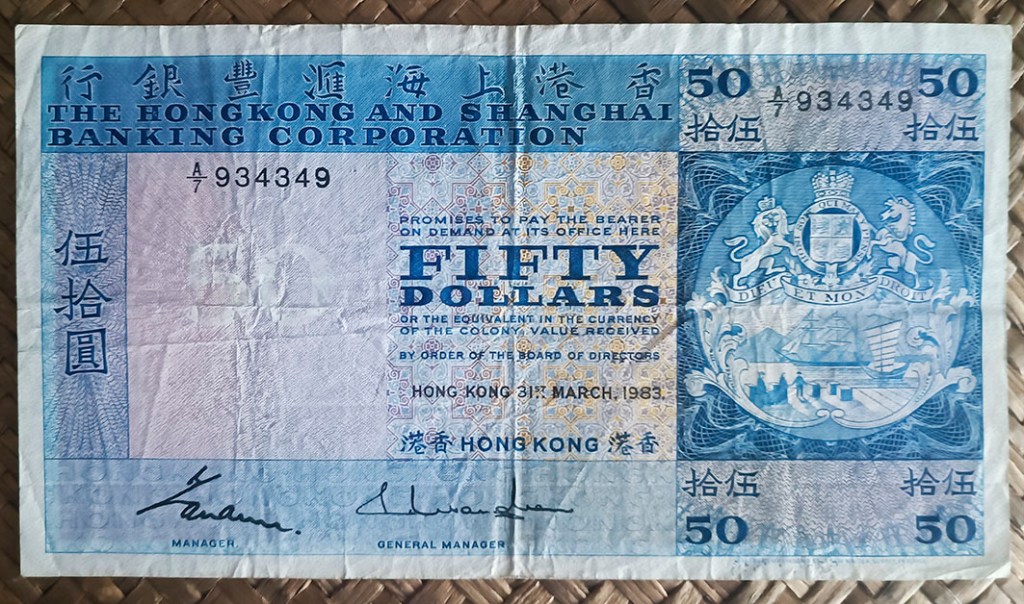 行銀豐滙海上港香
THE HONGKONG AND SHANGHAI
BANKING CORPORATION
A/7 934349
PROMISES TO PAY THE BEARER
ON DEMAND AT ITS OFFICE HERE
FIFTY
DOLLARS
OR THE EQUIVALENT IN THE CURRENCY
OF THE COLONY, VALUE RECEIVED
BY ORDER OF THE BOARD OF DIRECTORS
HONG KONG 31ST MARCH, 1983.
港香 HONG KONG 港香
伍
拾
圓
MANAGER
GENERAL MANAGER
50 A/7 934349 50
拾伍 拾伍
DIEU ET MON DROIT
拾伍 拾伍
50 50